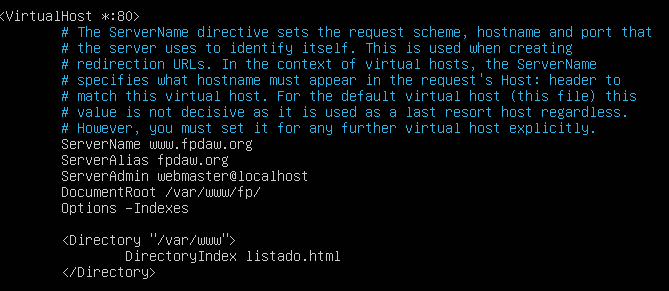 <VirtualHost *:80>
# The ServerName directive sets the request scheme, hostname and port that
# the server uses to identify itself. This is used when creating
# redirection URLs. In the context of virtual hosts, the ServerName
# specifies what hostname must appear in the request's Host: header to
# match this virtual host. For the default virtual host (this file) this
# value is not decisive as it is used as a last resort host regardless.
# However, you must set it for any further virtual host explicitly.
ServerName www.fpdaw.org
ServerAlias fpdaw.org
ServerAdmin webmaster@localhost
DocumentRoot /var/www/fp/
Options -Indexes
<Directory "/var/www">
DirectoryIndex listado.html
</Directory>